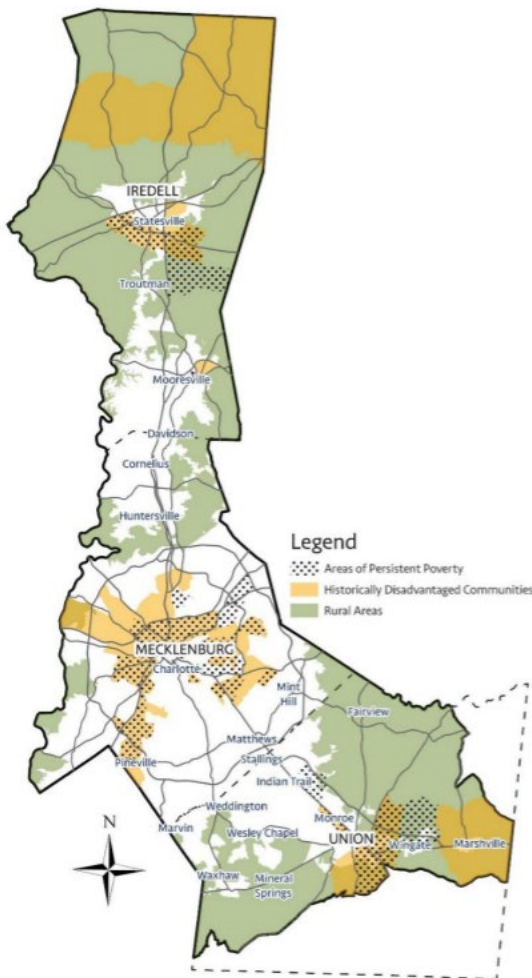 IREDELL
Statesville
Troutman
Mooresville
Davidson
Cornelius
Huntersville
Legend
Areas of Persistent Poverty
Historically Disadvantaged Communities
Rural Areas
MECKLENBURG
Charlotte
Mint
Hill
Fairview
Matthews
Stallings
Pineville
Indian Trail
Weddington
Monroe
Marvin
Wesley Chapel
UNION
Wingate
Marshville
N
Waxhaw
Mineral
Springs